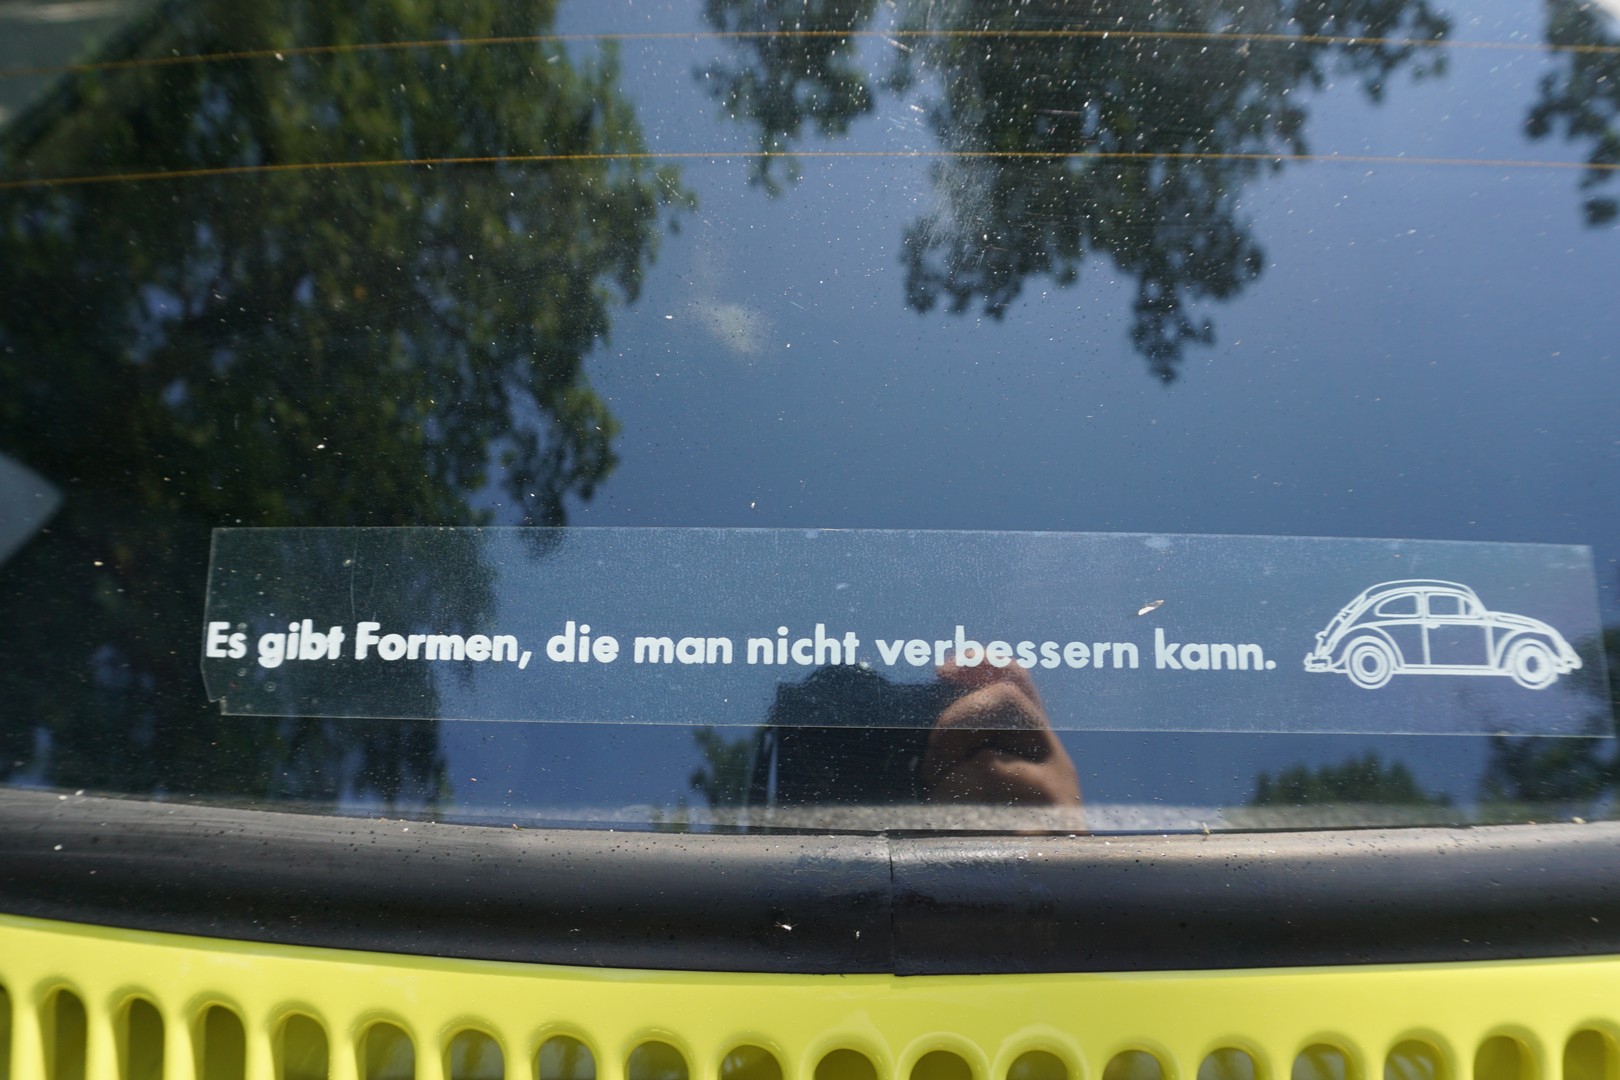 Es gibt Formen, die man nicht verbessern kann.